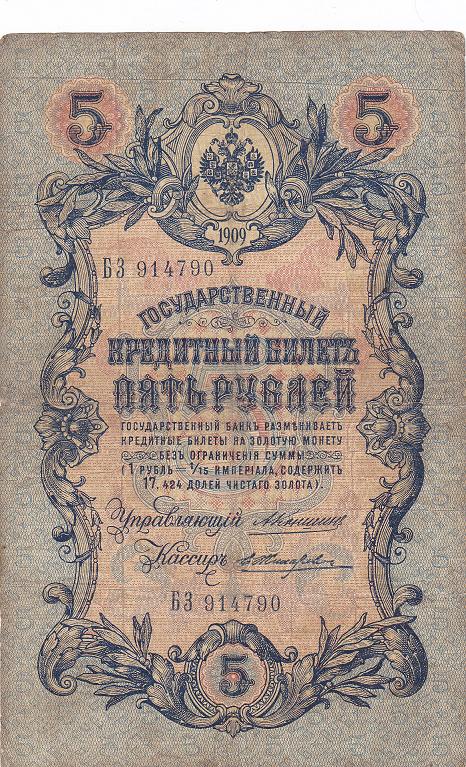 5 5
1909
БЗ 914790
ГОСУДАРСТВЕННЫЙ
КРЕДИТНЫЙ БИЛЕТЪ
ПЯТЬ РУБЛЕЙ
ГОСУДАРСТВЕННЫЙ БАНКЪ РАЗМѢНИВАЕТЪ
КРЕДИТНЫЕ БИЛЕТЫ НА ЗОЛОТУЮ МОНЕТУ
БЕЗЪ ОГРАНИЧЕНІЯ СУММЫ
(1 РУБЛЬ = 1/15 ИМПЕРІАЛА, СОДЕРЖИТЪ
17,424 ДОЛЕЙ ЧИСТАГО ЗОЛОТА).
Управляющій
Кассиръ
БЗ 914790
5